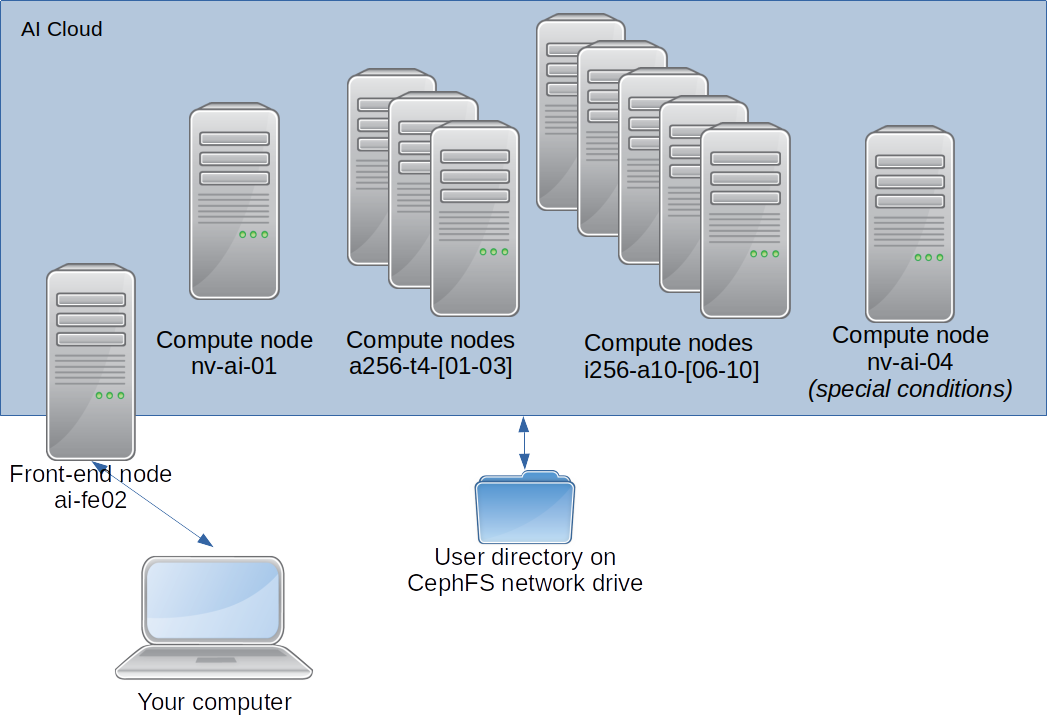 AI Cloud
Compute node
nv-ai-01
Compute nodes
a256-t4-[01-03]
Compute nodes
i256-a10-[06-10]
Compute node
nv-ai-04
(special conditions)
Front-end node
ai-fe02
User directory on
CephFS network drive
Your computer